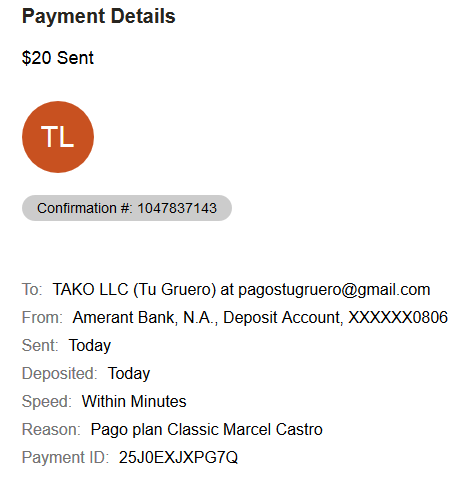 Payment Details
$20 Sent
TL
Confirmation #: 1047837143
To: TAKO LLC (Tu Gruero) at pagostugruero@gmail.com
From: Amerant Bank, N.A., Deposit Account, XXXXXX0806
Sent: Today
Deposited: Today
Speed: Within Minutes
Reason: Pago plan Classic Marcel Castro
Payment ID: 25J0EXJXPG7Q